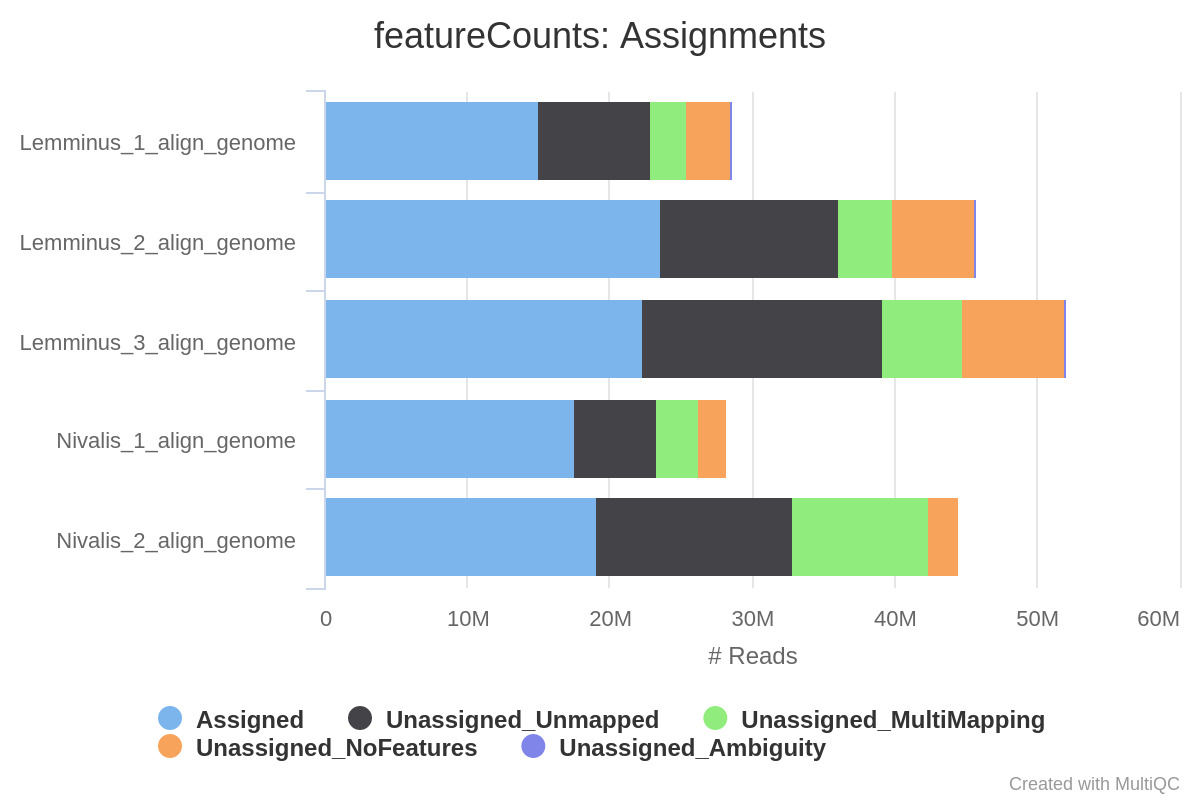 featureCounts: Assignments
Lemminus_1_align_genome
Lemminus_2_align_genome
Lemminus_3_align_genome
Nivalis_1_align_genome
Nivalis_2_align_genome
0 10M 20M 30M 40M 50M 60M
# Reads
Assigned Unassigned_Unmapped Unassigned_MultiMapping
Unassigned_NoFeatures Unassigned_Ambiguity
Created with MultiQC